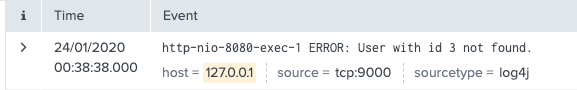 i Time Event
24/01/2020 http-nio-8080-exec-1 ERROR: User with id 3 not found.
00:38:38.000 host = 127.0.0.1 source = tcp:9000 sourcetype = log4j